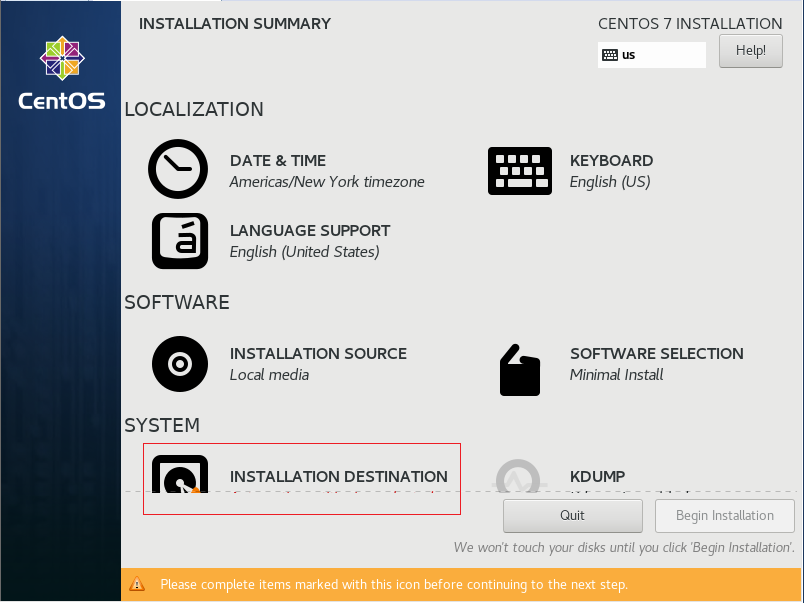 INSTALLATION SUMMARY
CENTOS 7 INSTALLATION
us
Help!
CentOS
LOCALIZATION
DATE & TIME
Americas/New York timezone
KEYBOARD
English (US)
LANGUAGE SUPPORT
English (United States)
SOFTWARE
INSTALLATION SOURCE
Local media
SOFTWARE SELECTION
Minimal Install
SYSTEM
INSTALLATION DESTINATION
KDUMP
Quit
Begin Installation
We won't touch your disks until you click 'Begin Installation'.
Please complete items marked with this icon before continuing to the next step.